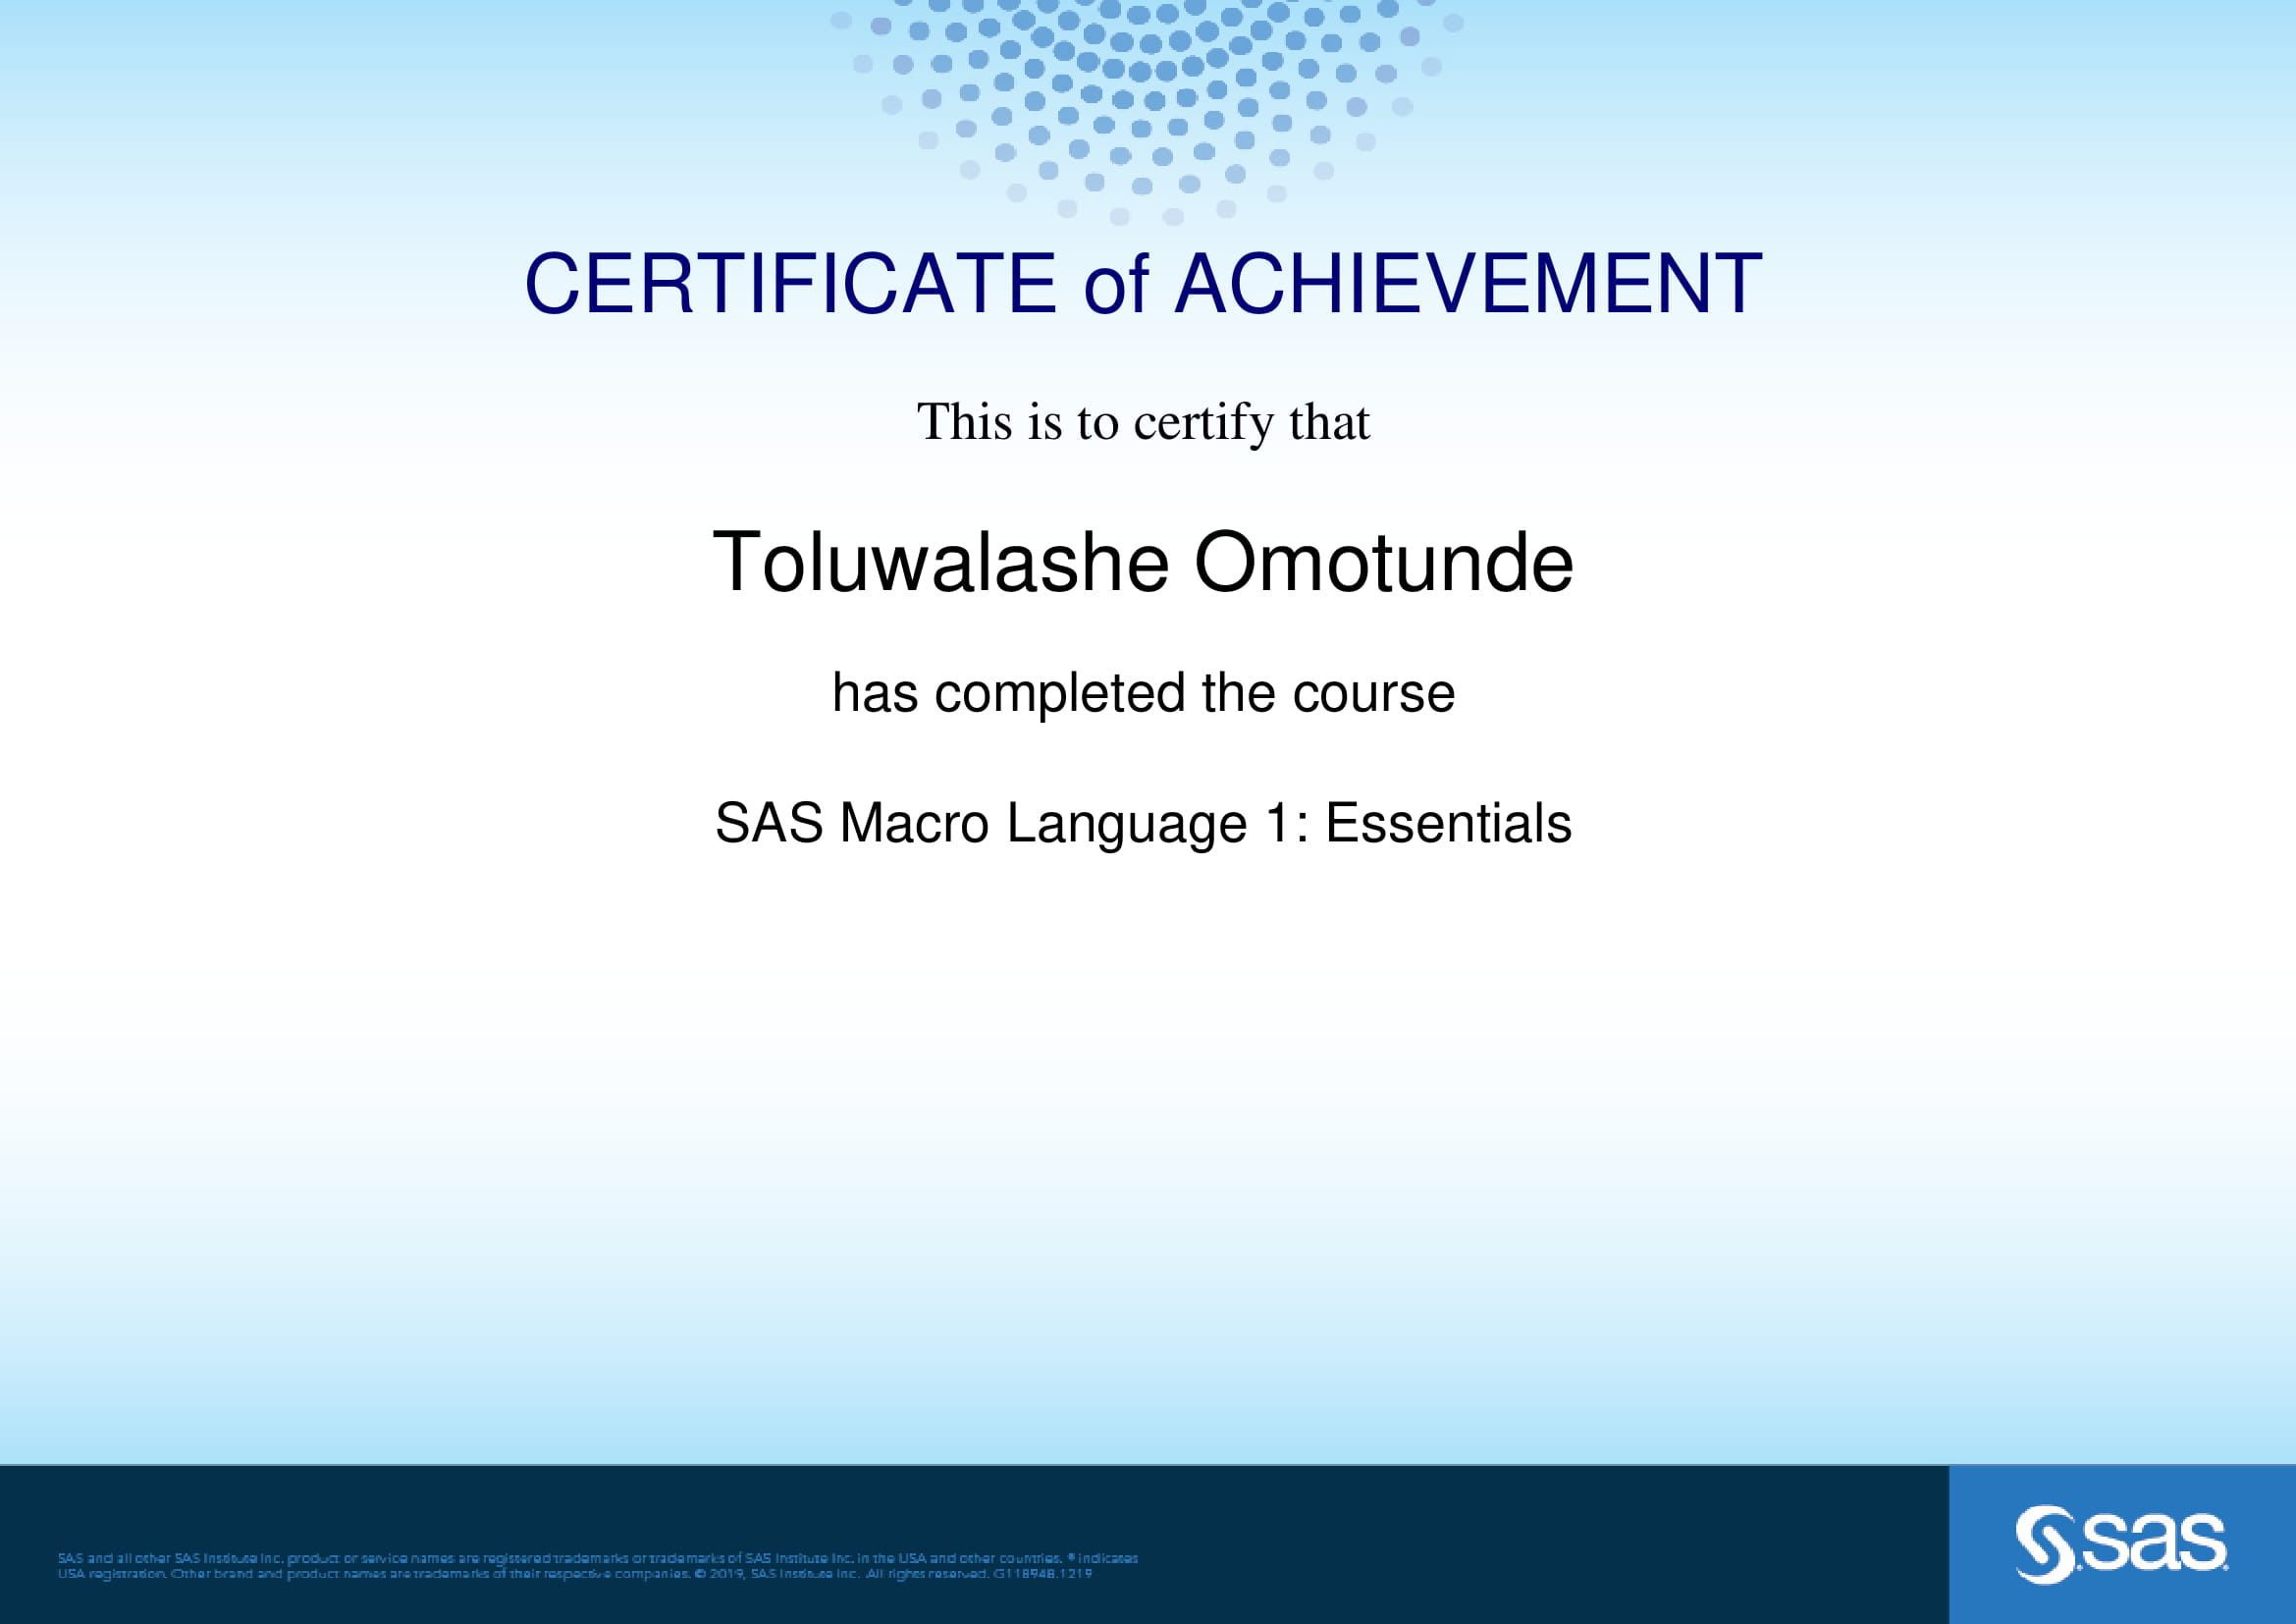 CERTIFICATE of ACHIEVEMENT
This is to certify that
Toluwalashe Omotunde
has completed the course
SAS Macro Language 1: Essentials
SAS and all other SAS Institute Inc. product or service names are registered trademarks or trademarks of SAS Institute Inc. in the USA and other countries. ® indicates
USA registration. Other brand and product names are trademarks of their respective companies. © 2019, SAS Institute Inc. All rights reserved. G118948.1219
sas